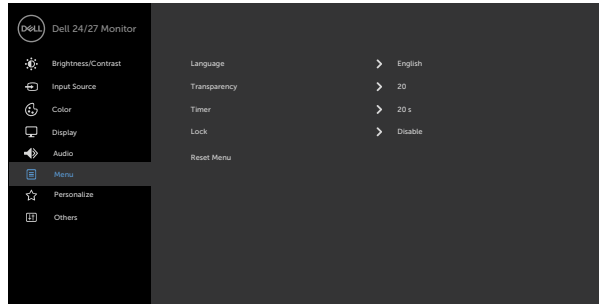 DELL Dell 24/27 Monitor
Brightness/Contrast Language English
Input Source Transparency 20
Color Timer 20 s
Display Lock Disable
Audio Reset Menu
Menu
Personalize
Others